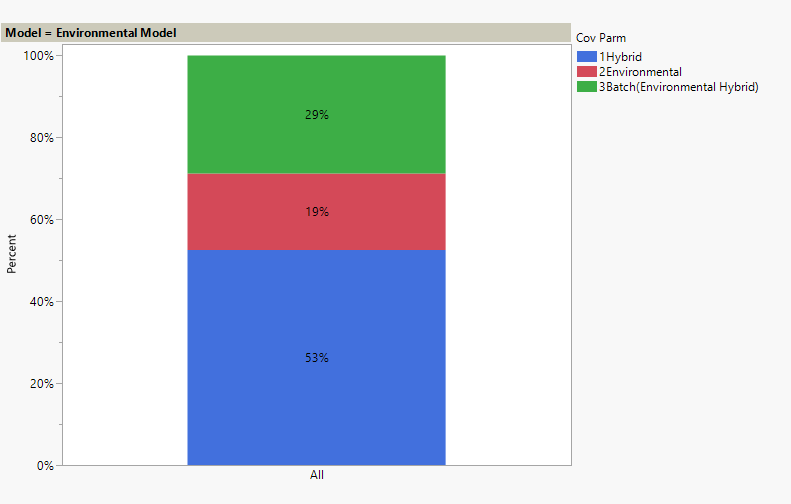 Model = Environmental Model
Cov Parm
1Hybrid
2Environmental
3Batch(Environmental Hybrid)
100%
80%
60%
40%
20%
0%
Percent
29%
19%
53%
All